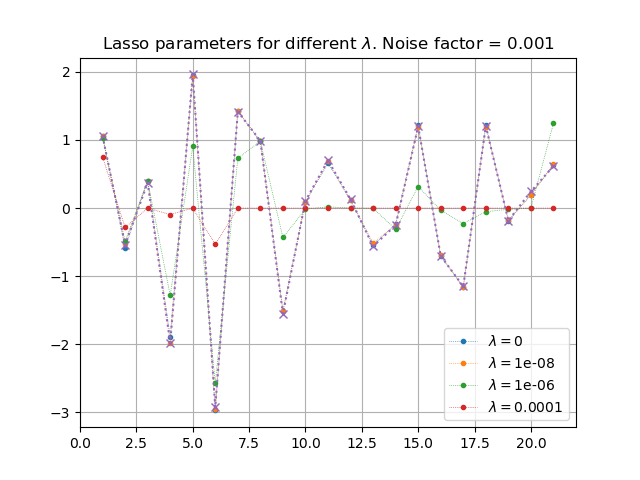 Lasso parameters for different λ. Noise factor = 0.001
2
1
0
−1
−2
−3
0.0 2.5 5.0 7.5 10.0 12.5 15.0 17.5 20.0
λ = 0
λ = 1e-08
λ = 1e-06
λ = 0.0001